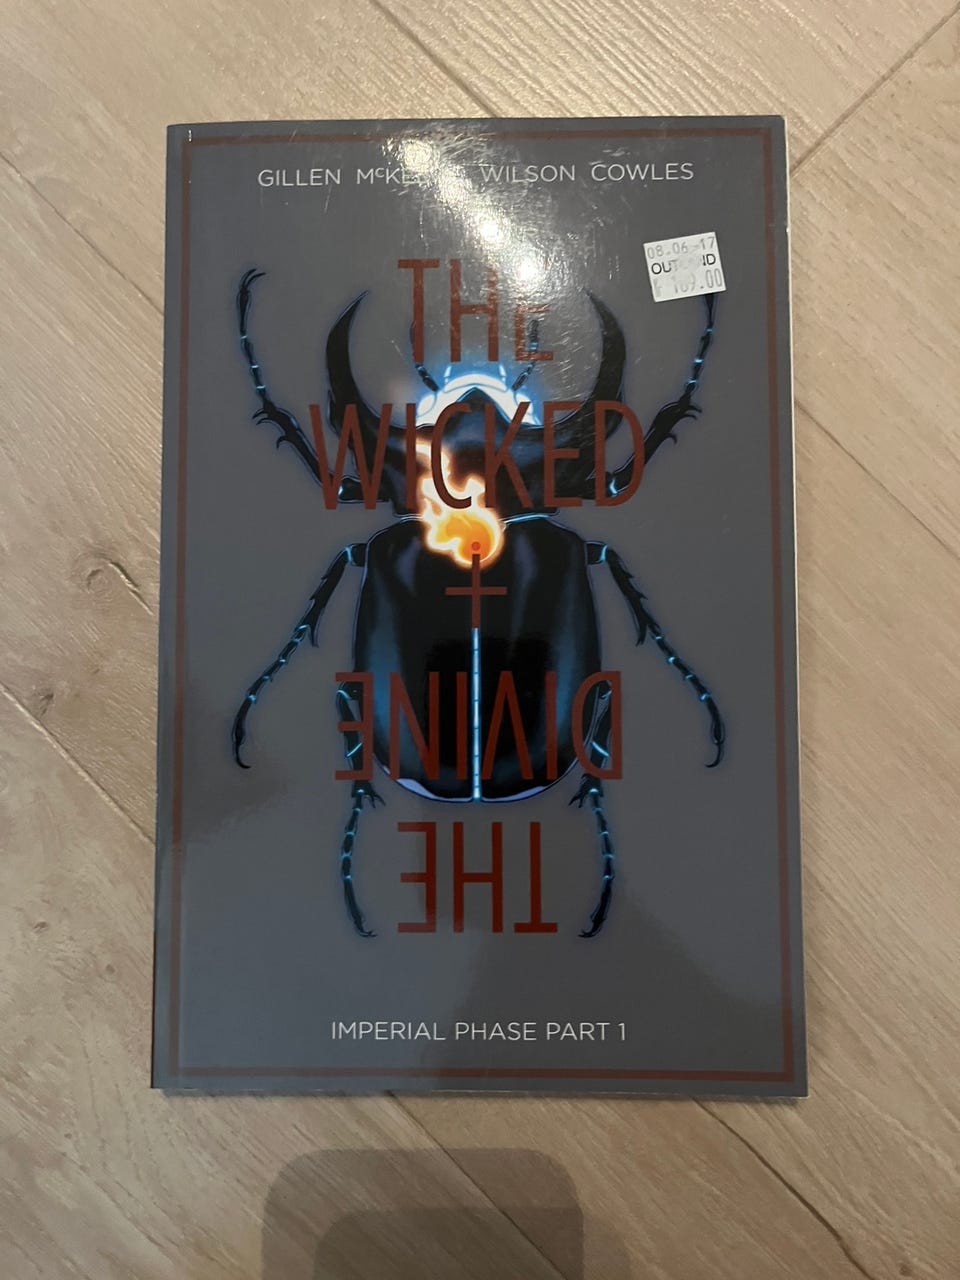 GILLEN WILSON COWLES
08.06-17
THE
WICKED
+
DIVINE
THE
IMPERIAL PHASE PART 1